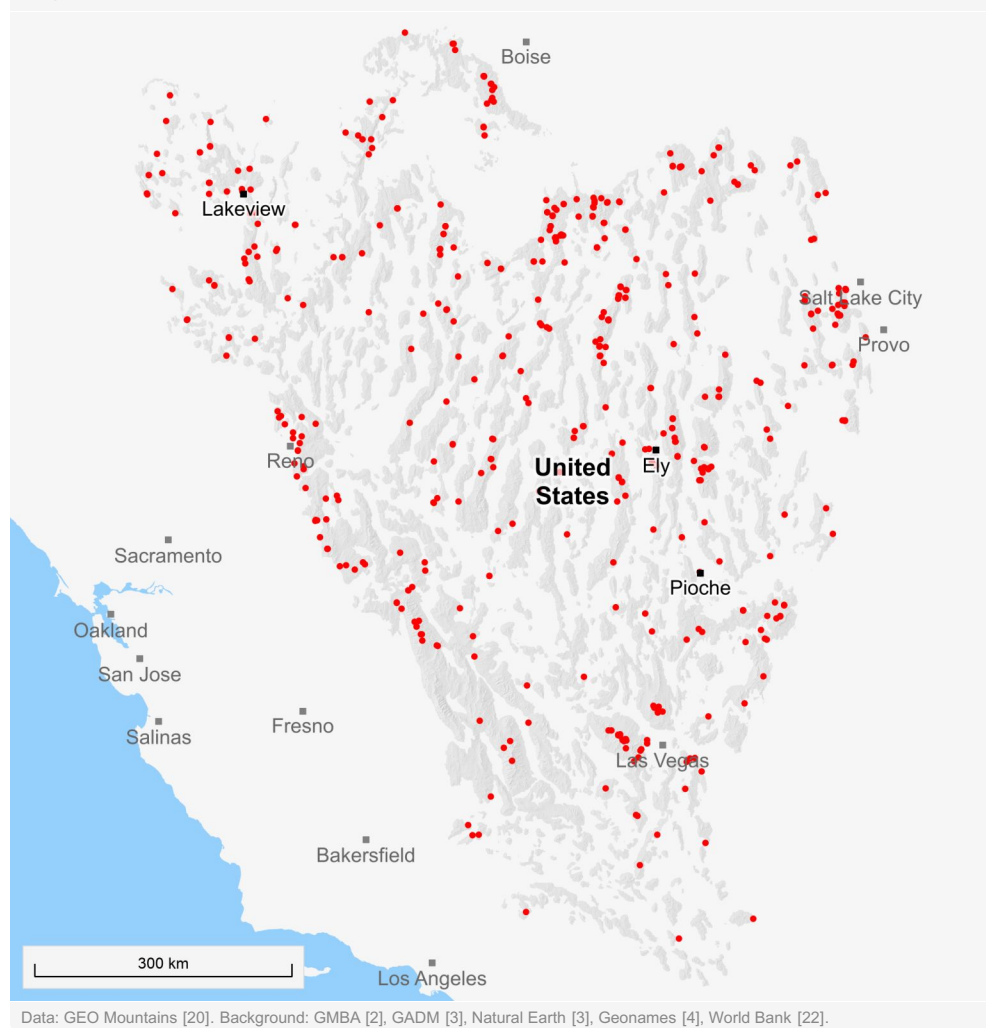 Boise
Lakeview
Salt Lake City
Provo
Reno
United
States
Ely
Sacramento
Pioche
Oakland
San Jose
Salinas
Fresno
Las Vegas
Bakersfield
300 km
Los Angeles
Data: GEO Mountains [20]. Background: GMBA [2], GADM [3], Natural Earth [3], Geonames [4], World Bank [22].